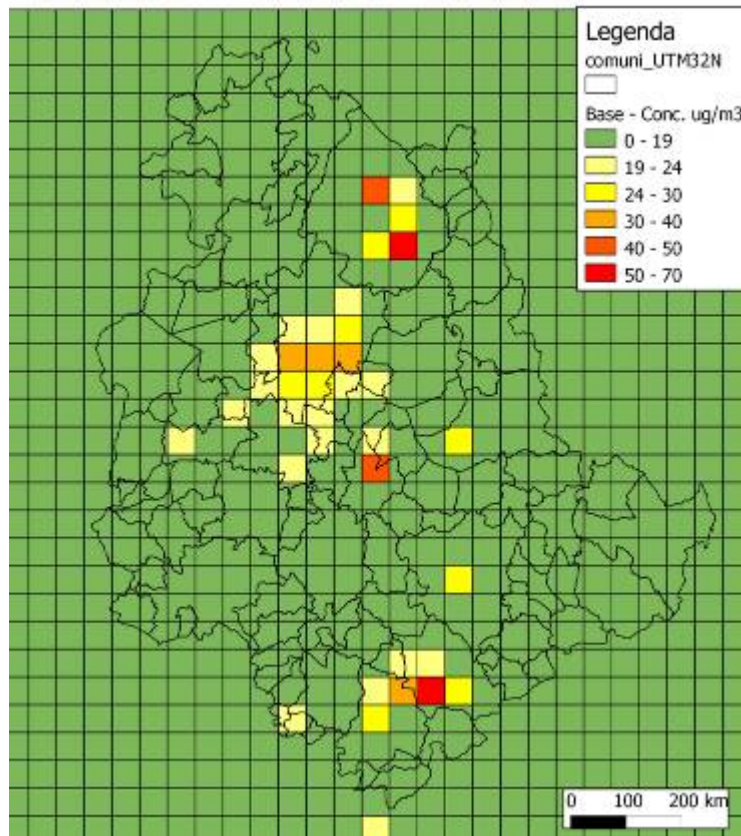 Legenda
comuni_UTM32N
Base - Conc. ug/m3
0 - 19
19 - 24
24 - 30
30 - 40
40 - 50
50 - 70
0 100 200 km